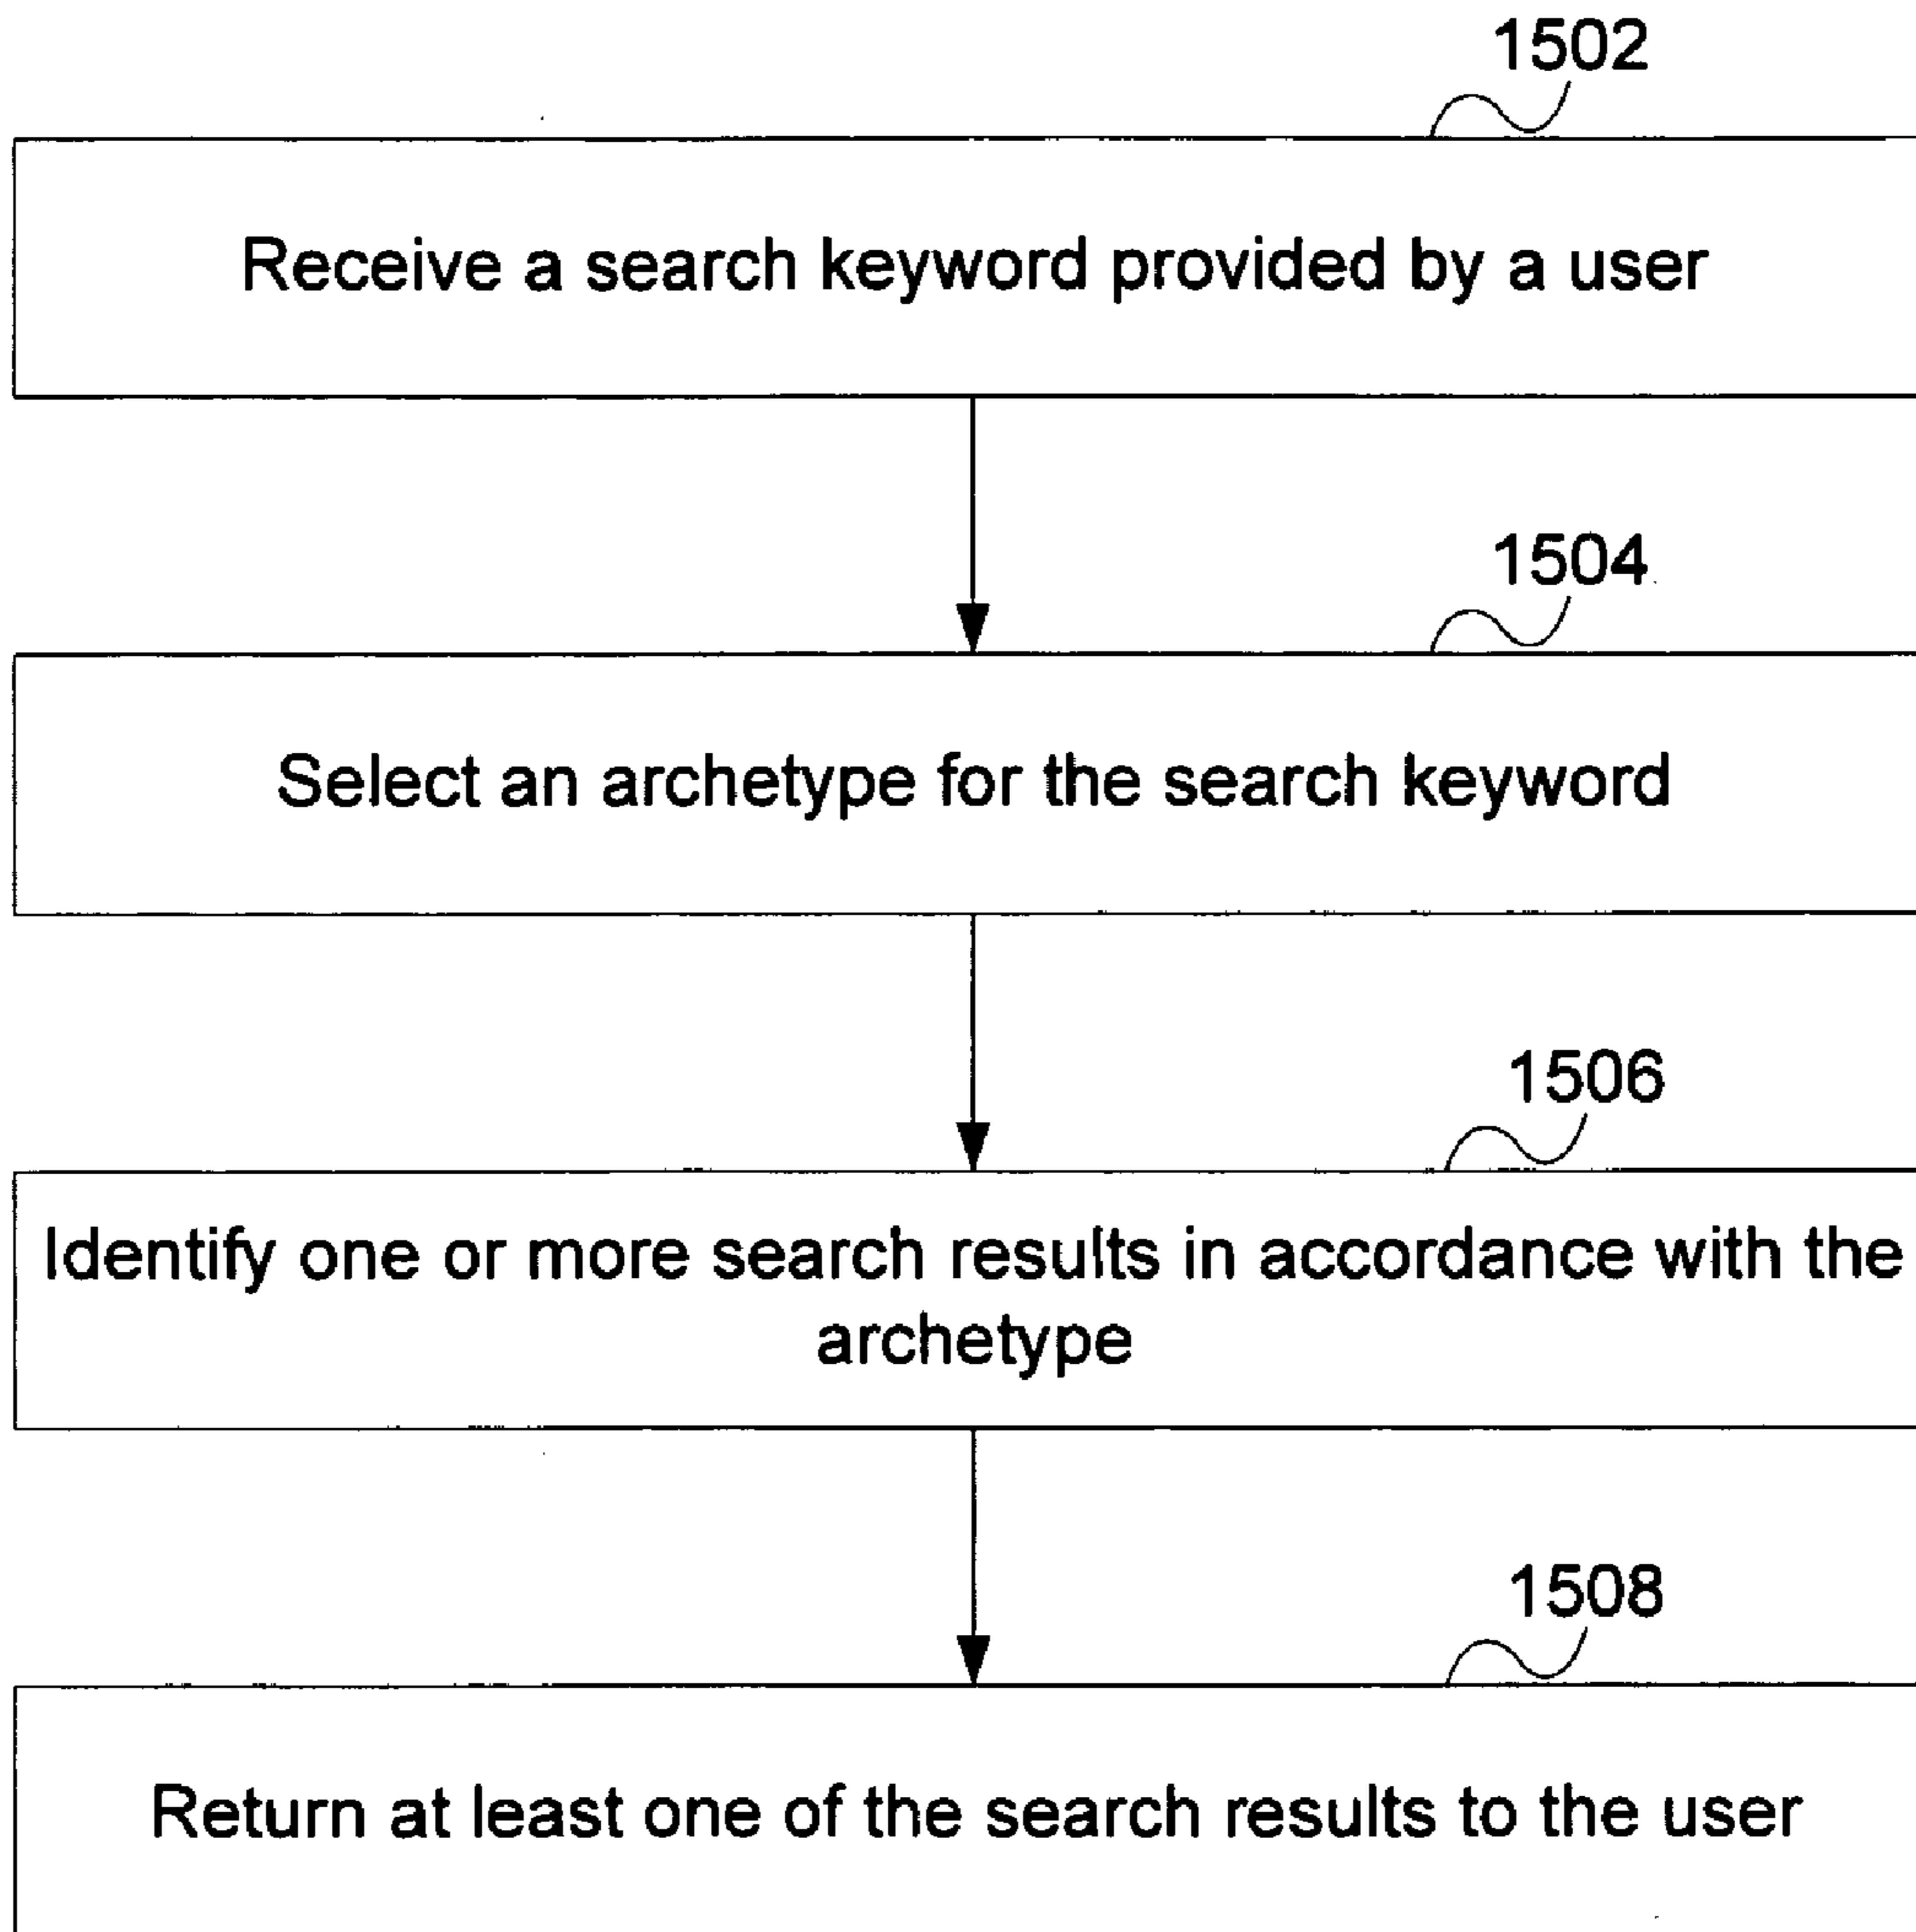 1502
Receive a search keyword provided by a user
1504
Select an archetype for the search keyword
1506
Identify one or more search results in accordance with the
archetype
1508
Return at least one of the search results to the user